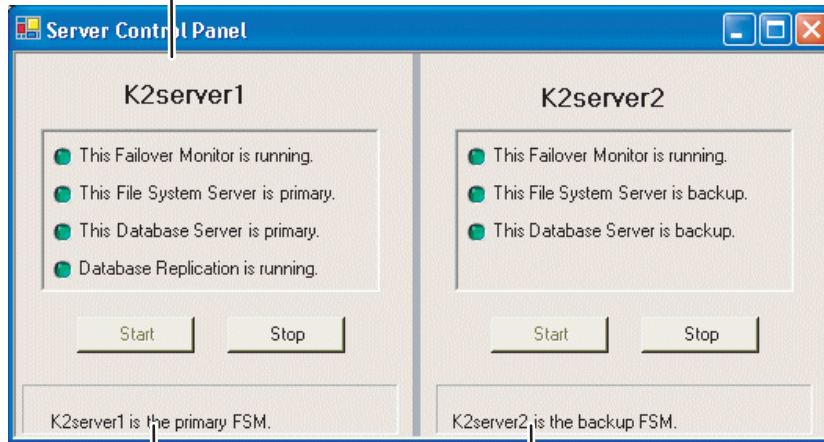 Server Control Panel
K2server1
This Failover Monitor is running.
This File System Server is primary.
This Database Server is primary.
Database Replication is running.
Start
Stop
K2server1 is the primary FSM.
K2server2
This Failover Monitor is running.
This File System Server is backup.
This Database Server is backup.
Start
Stop
K2server2 is the backup FSM.